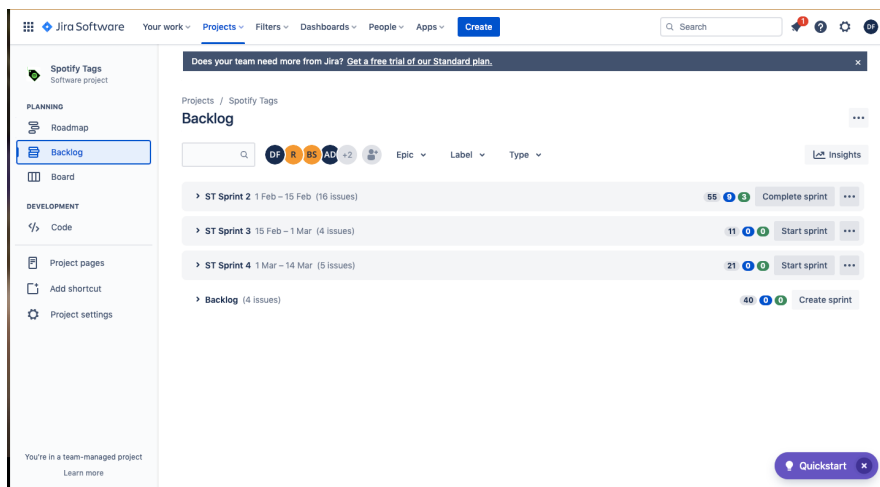 Jira Software Your work Projects Filters Dashboards People Apps Create Search 1 DF
Does your team need more from Jira? Get a free trial of our Standard plan.
Spotify Tags
Software project
PLANNING
Roadmap
Backlog
Board
DEVELOPMENT
Code
Project pages
Add shortcut
Project settings
You're in a team-managed project
Learn more
Projects / Spotify Tags
Backlog
DF R BS AD +2 Epic Label Type Insights
ST Sprint 2 1 Feb – 15 Feb (16 issues) 55 9 3 Complete sprint
ST Sprint 3 15 Feb – 1 Mar (4 issues) 11 0 0 Start sprint
ST Sprint 4 1 Mar – 14 Mar (5 issues) 21 0 0 Start sprint
Backlog (4 issues) 40 0 0 Create sprint
Quickstart